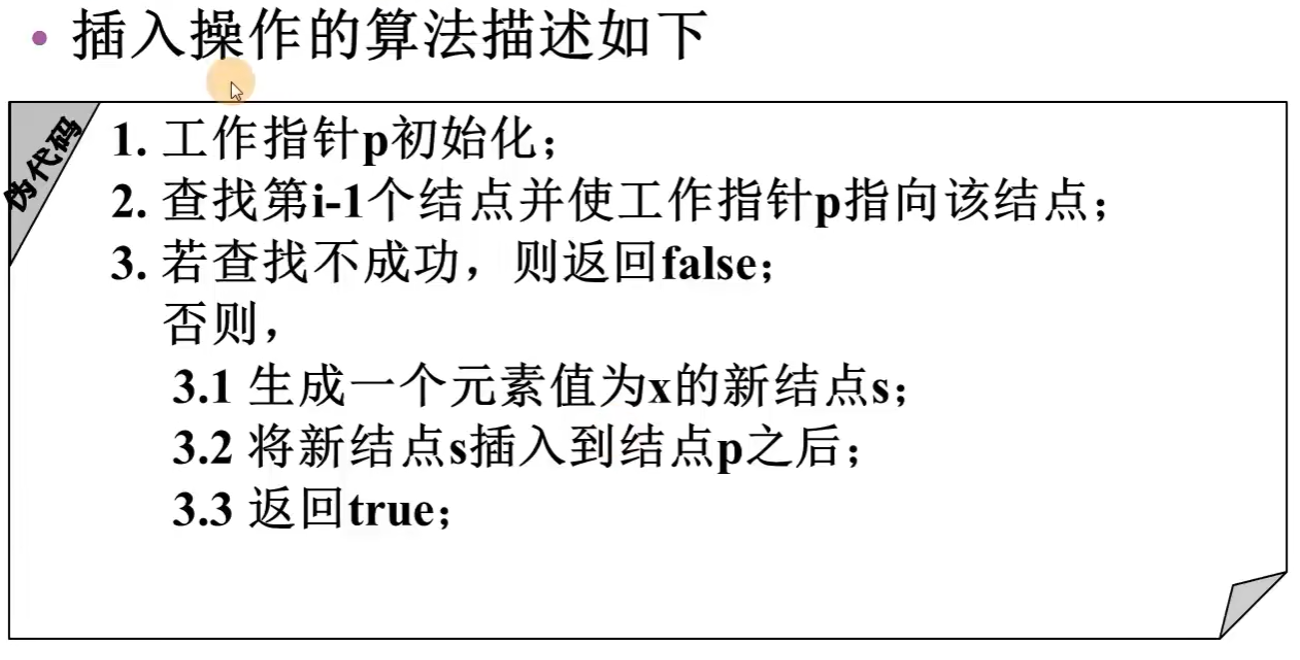 • 插入操作的算法描述如下
伪代码
1. 工作指针p初始化；
2. 查找第i-1个结点并使工作指针p指向该结点；
3. 若查找不成功，则返回false；
否则，
3.1 生成一个元素值为x的新结点s；
3.2 将新结点s插入到结点p之后；
3.3 返回true；